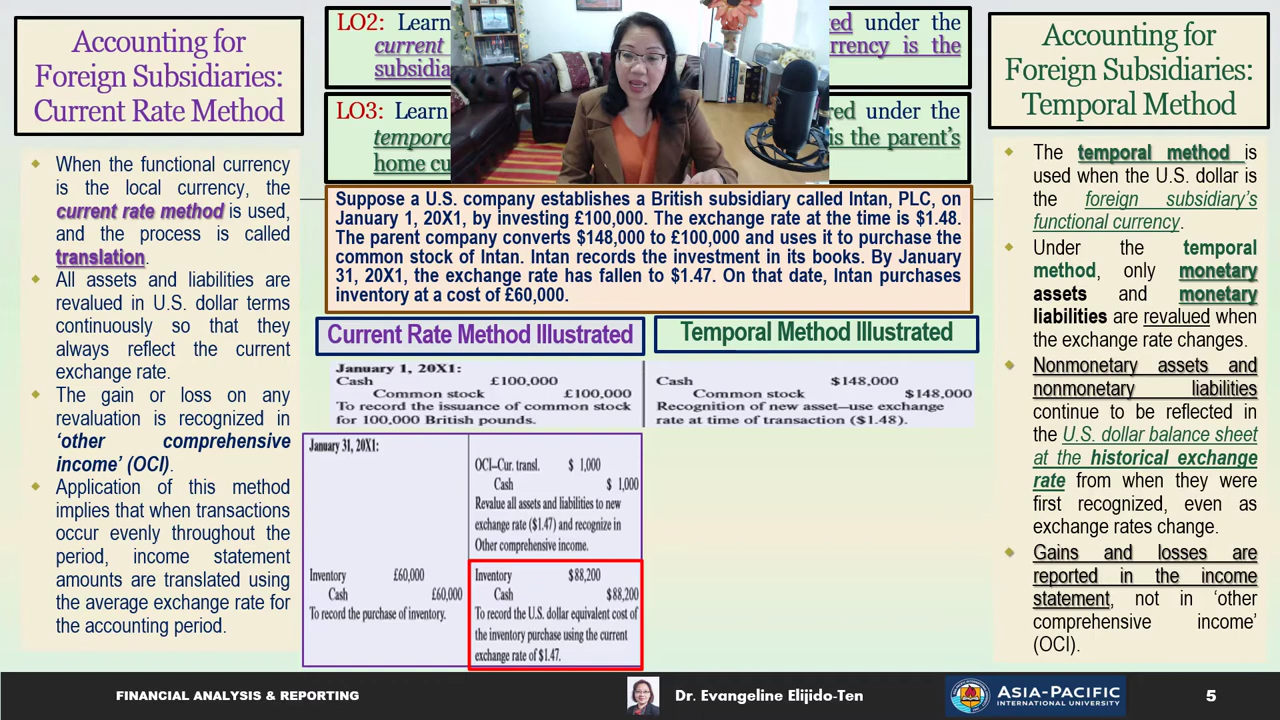 Accounting for
Foreign Subsidiaries:
Current Rate Method
When the functional currency
is the local currency, the
current rate method is used,
and the process is called
translation.
All assets and liabilities are
revalued in U.S. dollar terms
continuously so that they
always reflect the current
exchange rate.
The gain or loss on any
revaluation is recognized in
‘other comprehensive
income’ (OCI).
Application of this method
implies that when transactions
occur evenly throughout the
period, income statement
amounts are translated using
the average exchange rate for
the accounting period.
LO2: Learn under the
current rrency is the
subsidia
LO3: Learn red under the
tempora is the parent’s
home cu
Suppose a U.S. company establishes a British subsidiary called Intan, PLC, on
January 1, 20X1, by investing £100,000. The exchange rate at the time is $1.48.
The parent company converts $148,000 to £100,000 and uses it to purchase the
common stock of Intan. Intan records the investment in its books. By January
31, 20X1, the exchange rate has fallen to $1.47. On that date, Intan purchases
inventory at a cost of £60,000.
Current Rate Method Illustrated
January 1, 20X1:
Cash £100,000
Common stock £100,000
To record the issuance of common stock
for 100,000 British pounds.
Temporal Method Illustrated
Cash $148,000
Common stock $148,000
Recognition of new asset—use exchange
rate at time of transaction ($1.48).
January 31, 20X1:
OCI–Cur. transl. $ 1,000
Cash $ 1,000
Revalue all assets and liabilities to new
exchange rate ($1.47) and recognize in
Other comprehensive income.
Inventory £60,000
Cash £60,000
To record the purchase of inventory.
Inventory $88,200
Cash $88,200
To record the U.S. dollar equivalent cost of
the inventory purchase using the current
exchange rate of $1.47.
Accounting for
Foreign Subsidiaries:
Temporal Method
The temporal method is
used when the U.S. dollar is
the foreign subsidiary’s
functional currency.
Under the temporal
method, only monetary
assets and monetary
liabilities are revalued when
the exchange rate changes.
Nonmonetary assets and
nonmonetary liabilities
continue to be reflected in
the U.S. dollar balance sheet
at the historical exchange
rate from when they were
first recognized, even as
exchange rates change.
Gains and losses are
reported in the income
statement, not in ‘other
comprehensive income’
(OCI).
FINANCIAL ANALYSIS & REPORTING
Dr. Evangeline Elijido-Ten
ASIA-PACIFIC
INTERNATIONAL UNIVERSITY
5